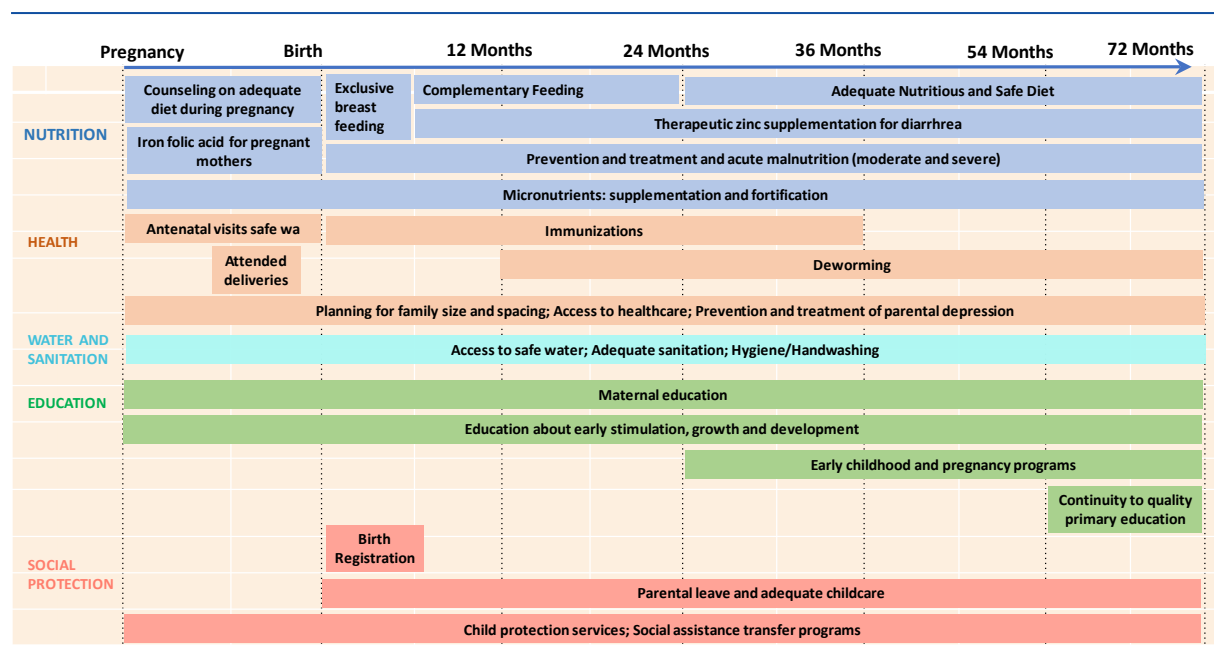 Pregnancy Birth 12 Months 24 Months 36 Months 54 Months 72 Months
NUTRITION
Counseling on adequate
diet during pregnancy
Exclusive
breast
feeding
Complementary Feeding
Adequate Nutritious and Safe Diet
Therapeutic zinc supplementation for diarrhea
Iron folic acid for pregnant
mothers
Prevention and treatment and acute malnutrition (moderate and severe)
Micronutrients: supplementation and fortification
HEALTH
Antenatal visits safe wa
Immunizations
Attended
deliveries
Deworming
Planning for family size and spacing; Access to healthcare; Prevention and treatment of parental depression
WATER AND
SANITATION
Access to safe water; Adequate sanitation; Hygiene/Handwashing
EDUCATION
Maternal education
Education about early stimulation, growth and development
Early childhood and pregnancy programs
Continuity to quality
primary education
SOCIAL
PROTECTION
Birth
Registration
Parental leave and adequate childcare
Child protection services; Social assistance transfer programs